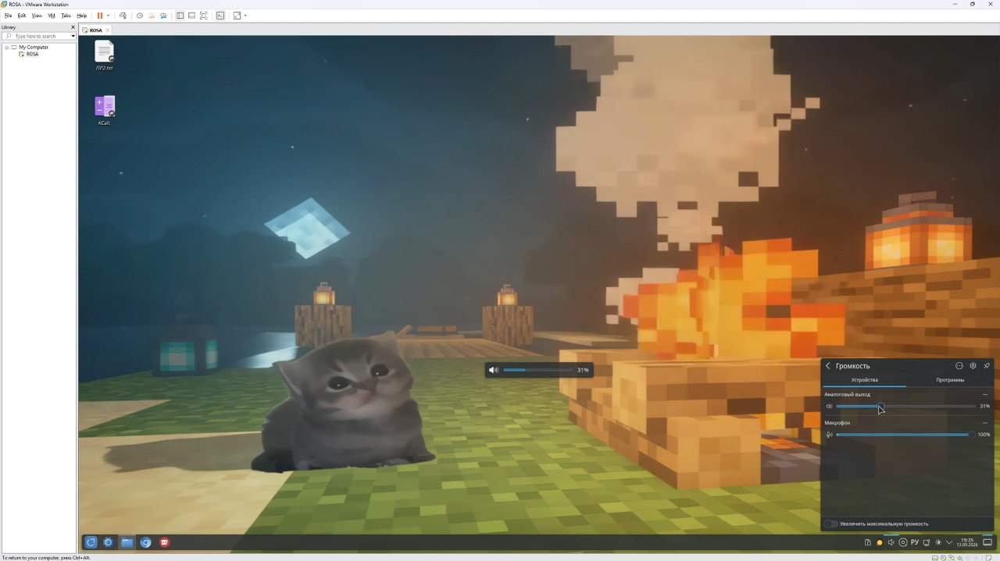 ROSA - VMware Workstation
File Edit View VM Tabs Help
Library
Type here to search
My Computer
ROSA
ROSA
ПР2.txt
KCalc
31%
Громкость
Устройства Программы
Аналоговый выход
31%
Микрофон
100%
Увеличить максимальную громкость
РУ
19:35
13.09.2026
To return to your computer, press Ctrl+Alt.